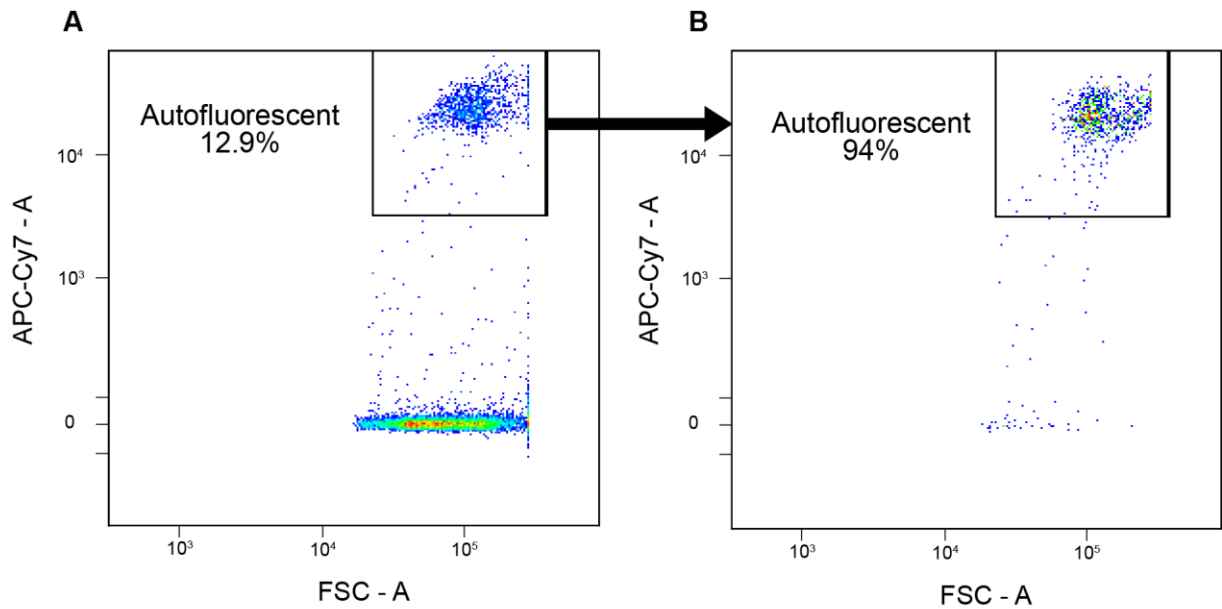 A
Autofluorescent
12.9%
10⁴
10³
0
APC-Cy7 - A
10³
10⁴
10⁵
FSC - A
B
Autofluorescent
94%
10⁴
10³
0
APC-Cy7 - A
10³
10⁴
10⁵
FSC - A